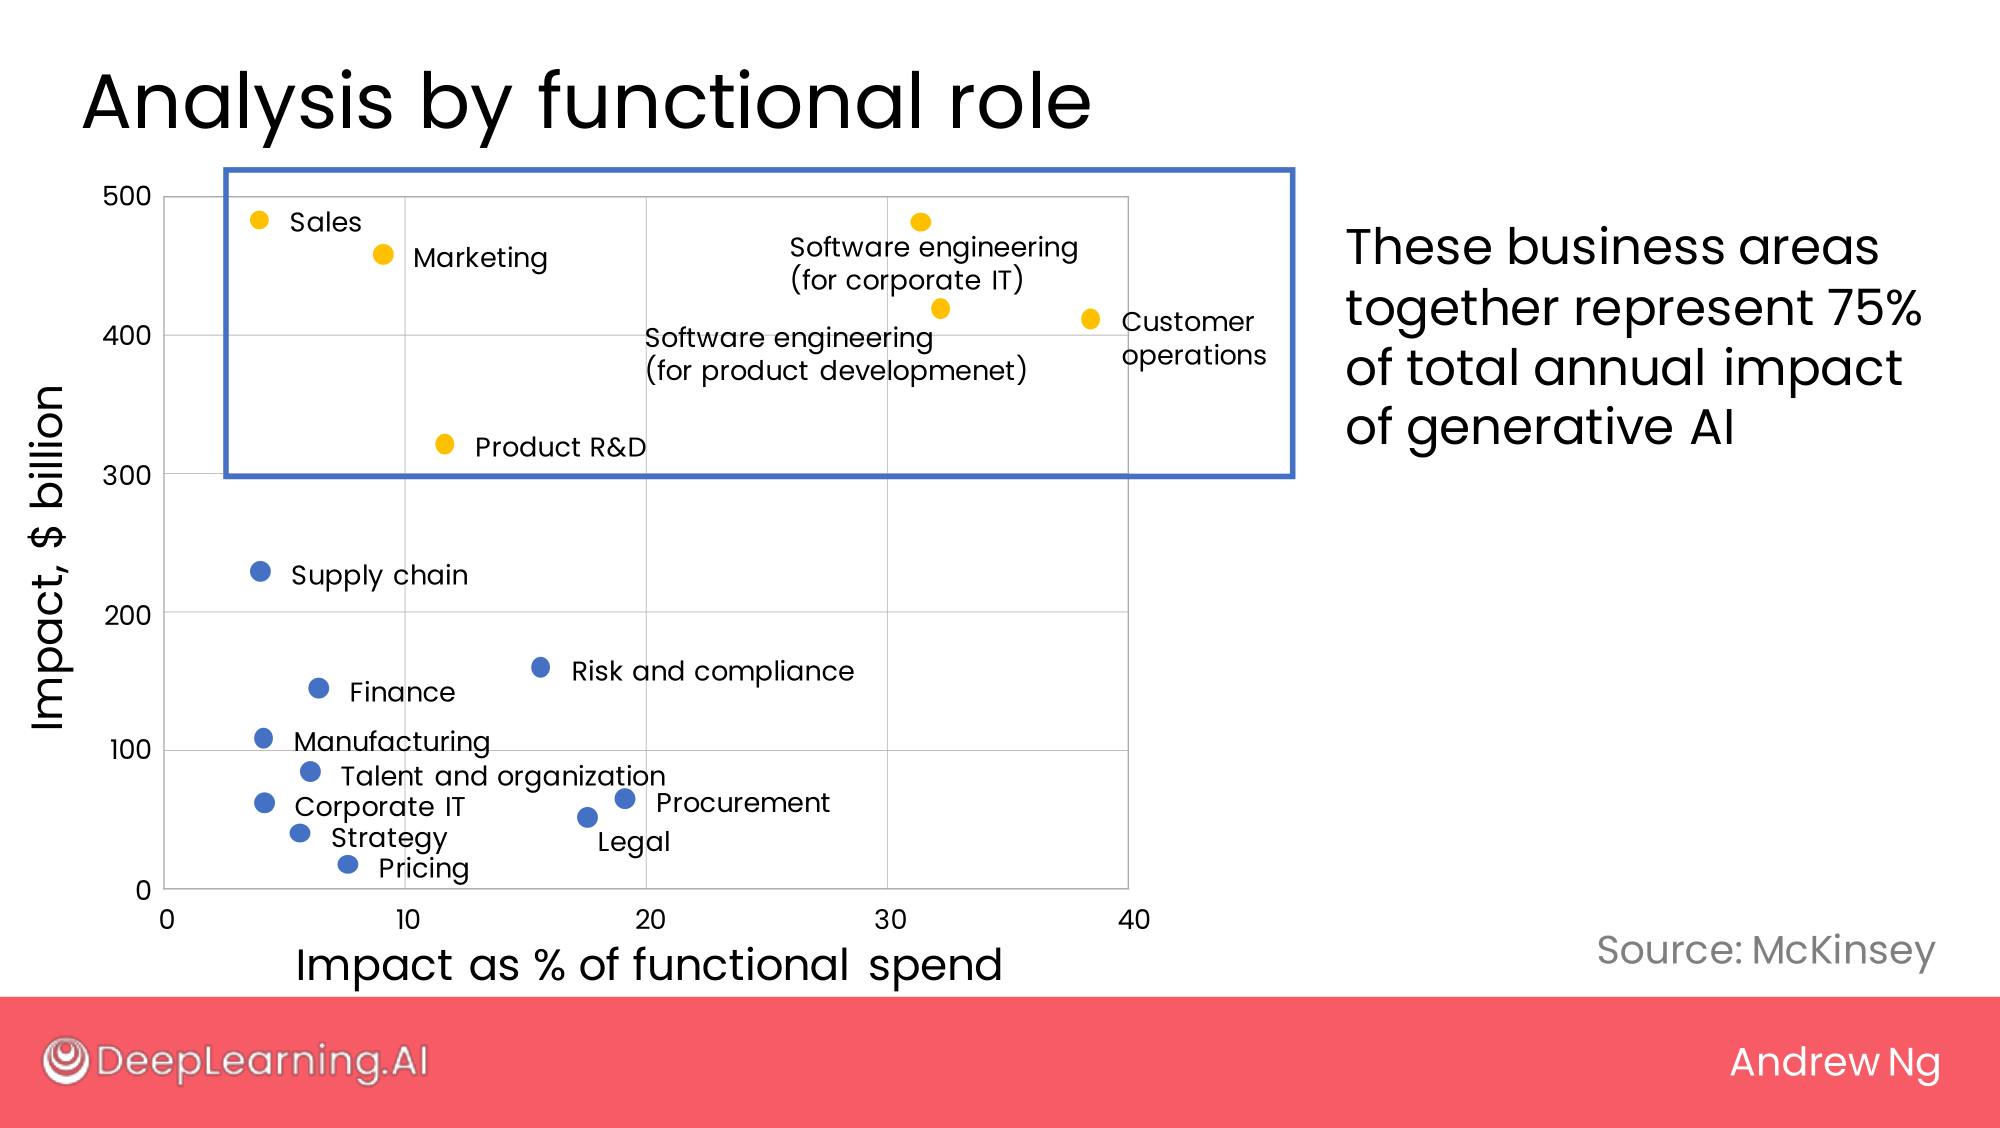 Analysis by functional role
500
Sales
Marketing
Software engineering
(for corporate IT)
400
Software engineering
(for product developmenet)
Customer
operations
Product R&D
300
Supply chain
200
Risk and compliance
Finance
Manufacturing
100
Talent and organization
Corporate IT
Procurement
Strategy
Legal
Pricing
0
0
10
20
30
40
Impact, $ billion
Impact as % of functional spend
These business areas
together represent 75%
of total annual impact
of generative AI
Source: McKinsey
DeepLearning.AI
Andrew Ng